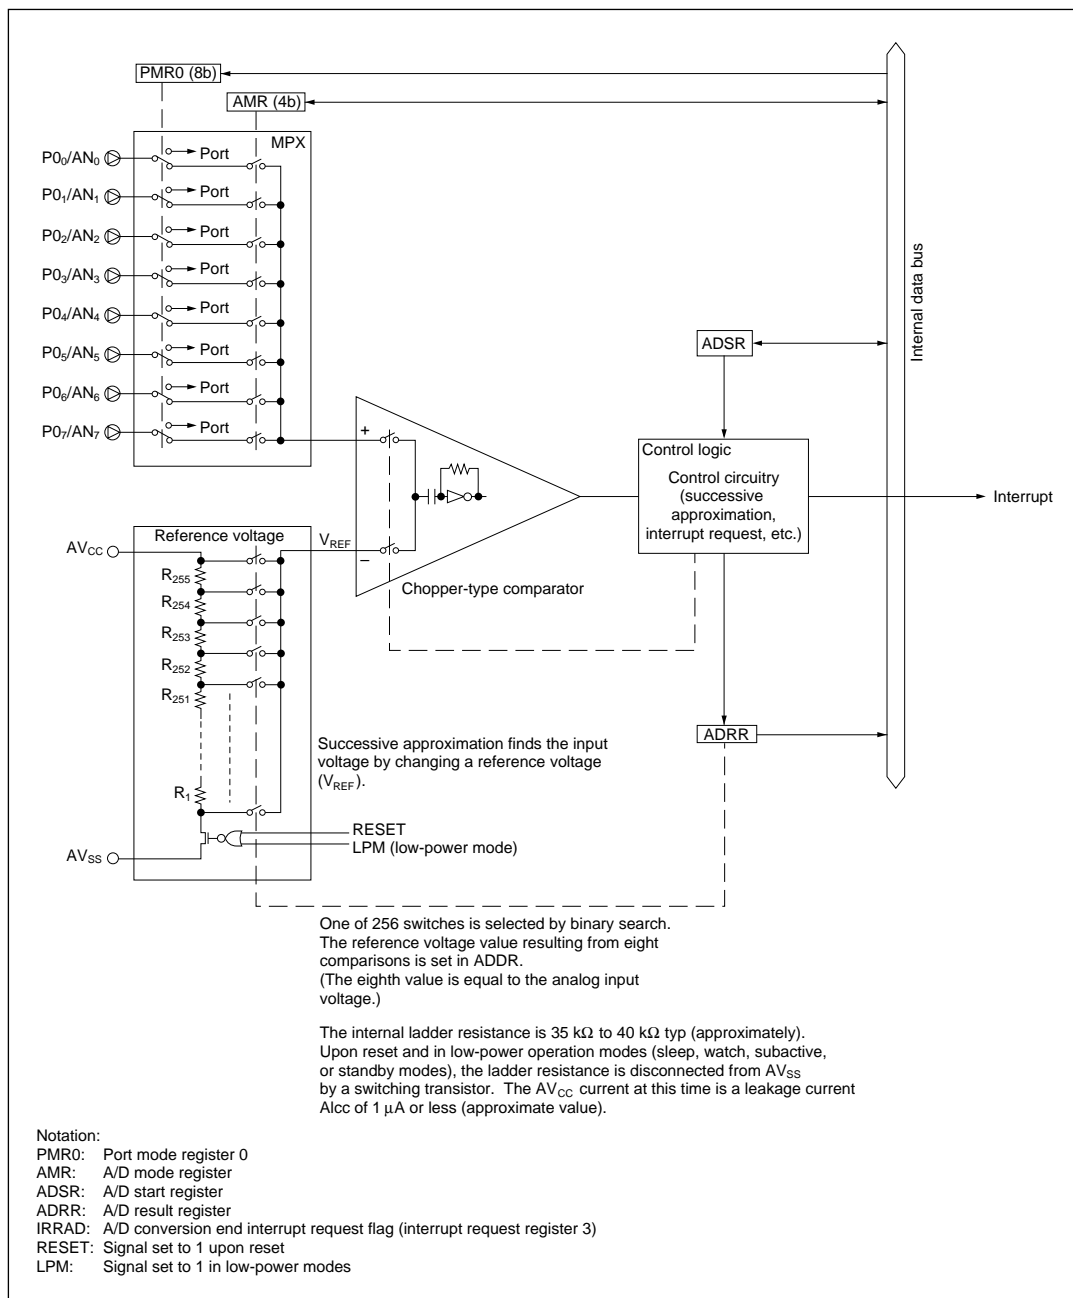 PMR0 (8b)
AMR (4b)
MPX
P0₀/AN₀
Port
P0₁/AN₁
Port
P0₂/AN₂
Port
P0₃/AN₃
Port
P0₄/AN₄
Port
P0₅/AN₅
Port
P0₆/AN₆
Port
P0₇/AN₇
Port
Internal data bus
ADSR
+
Control logic
Control circuitry
(successive
approximation,
interrupt request, etc.)
Interrupt
Reference voltage
V_REF
AV_CC
–
Chopper-type comparator
R₂₅₅
R₂₅₄
R₂₅₃
R₂₅₂
R₂₅₁
R₁
ADRR
Successive approximation finds the input
voltage by changing a reference voltage
(V_REF).
RESET
LPM (low-power mode)
AV_SS
One of 256 switches is selected by binary search.
The reference voltage value resulting from eight
comparisons is set in ADDR.
(The eighth value is equal to the analog input
voltage.)
The internal ladder resistance is 35 kΩ to 40 kΩ typ (approximately).
Upon reset and in low-power operation modes (sleep, watch, subactive,
or standby modes), the ladder resistance is disconnected from AV_SS
by a switching transistor. The AV_CC current at this time is a leakage current
AIcc of 1 μA or less (approximate value).
Notation:
PMR0: Port mode register 0
AMR: A/D mode register
ADSR: A/D start register
ADRR: A/D result register
IRRAD: A/D conversion end interrupt request flag (interrupt request register 3)
RESET: Signal set to 1 upon reset
LPM: Signal set to 1 in low-power modes